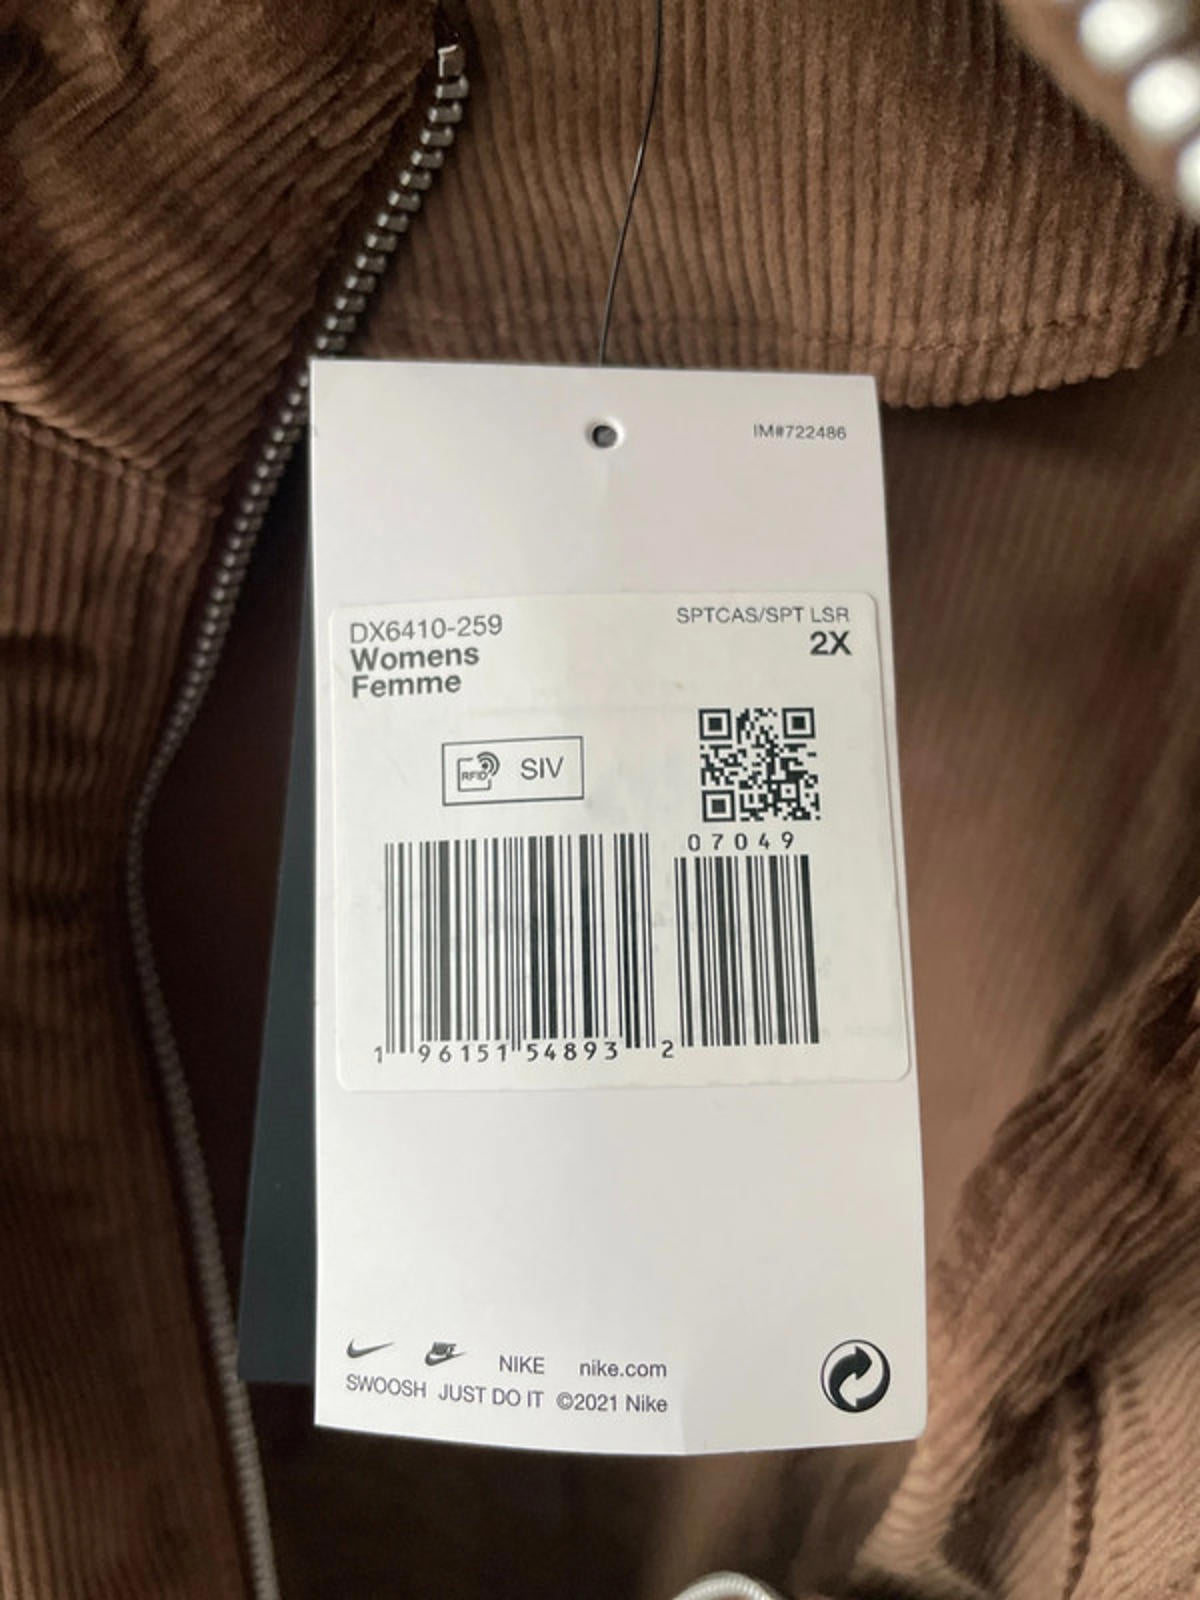 IM#722486
DX6410-259
SPTCAS/SPT LSR
Womens
2X
Femme
RFID SIV
07049
1 96151 54893 2
NIKE NIKE nike.com
SWOOSH JUST DO IT ©2021 Nike